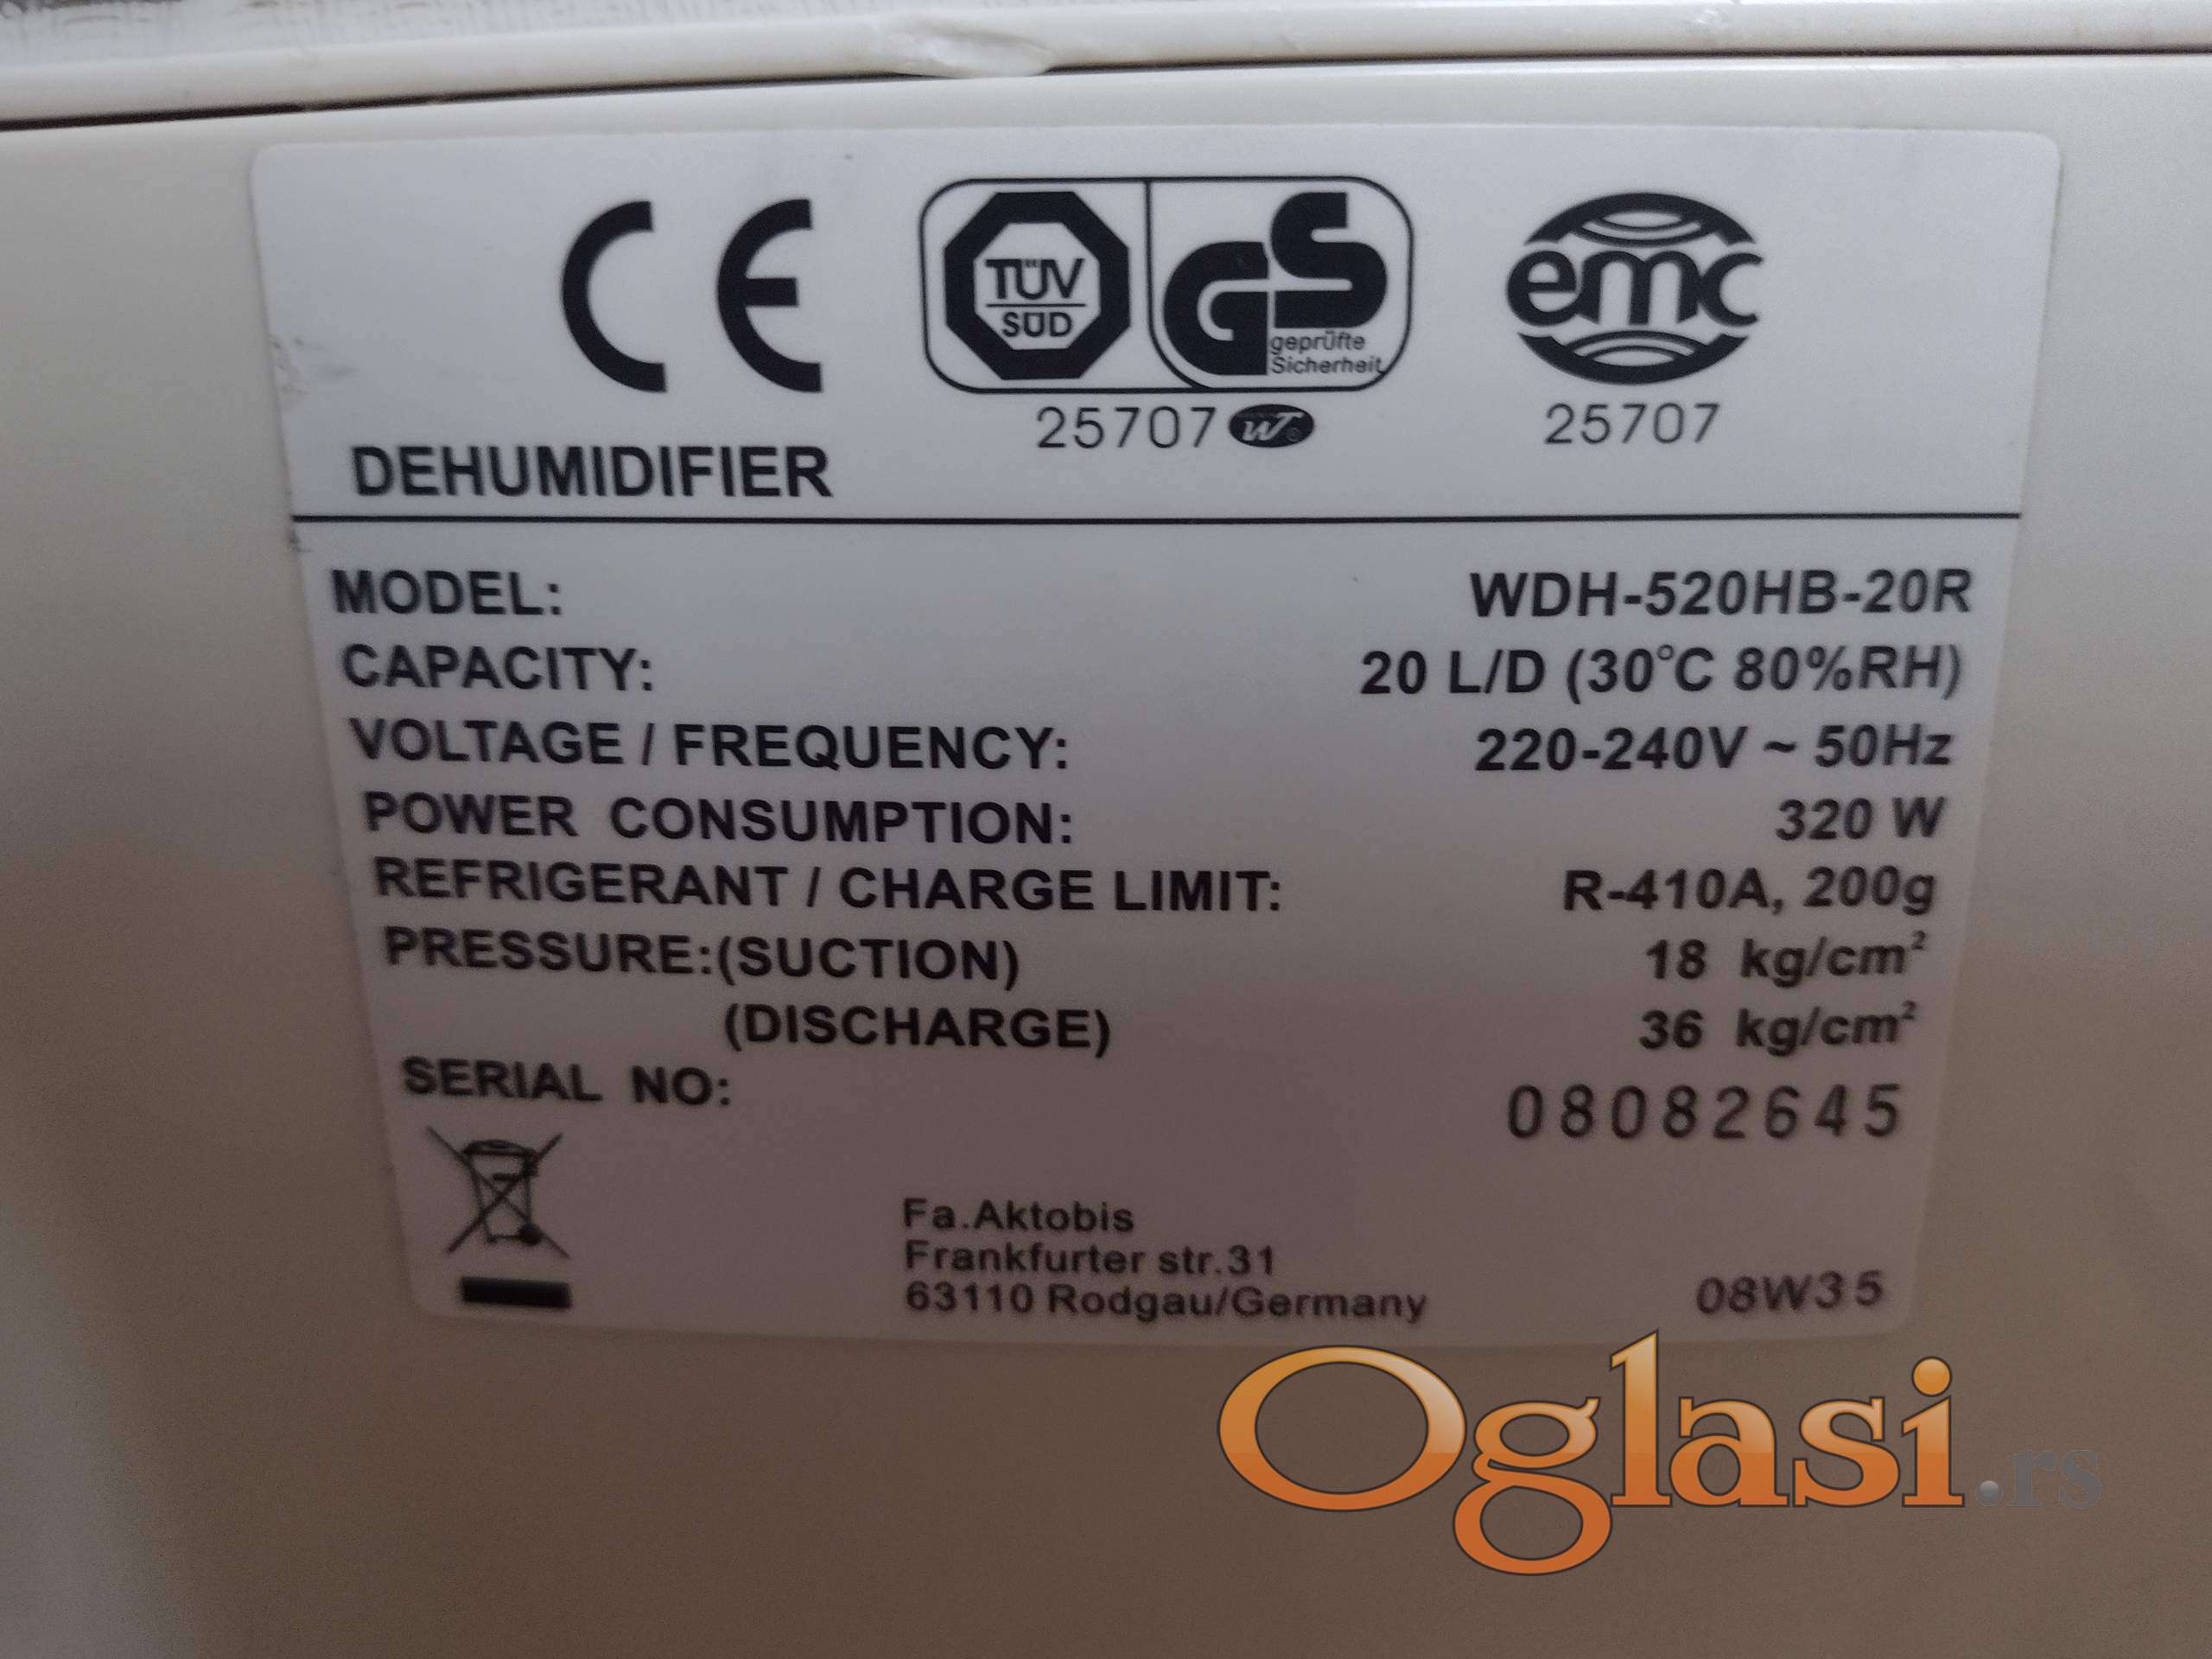 CE
TÜV
SÜD
GS
geprüfte
Sicherheit
emc
25707
25707
DEHUMIDIFIER
MODEL: WDH-520HB-20R
CAPACITY: 20 L/D (30°C 80%RH)
VOLTAGE / FREQUENCY: 220-240V ~ 50Hz
POWER CONSUMPTION: 320 W
REFRIGERANT / CHARGE LIMIT: R-410A, 200g
PRESSURE:(SUCTION) 18 kg/cm²
(DISCHARGE) 36 kg/cm²
SERIAL NO: 08082645
Fa.Aktobis
Frankfurter str.31
63110 Rodgau/Germany
08W35
Oglasi.rs